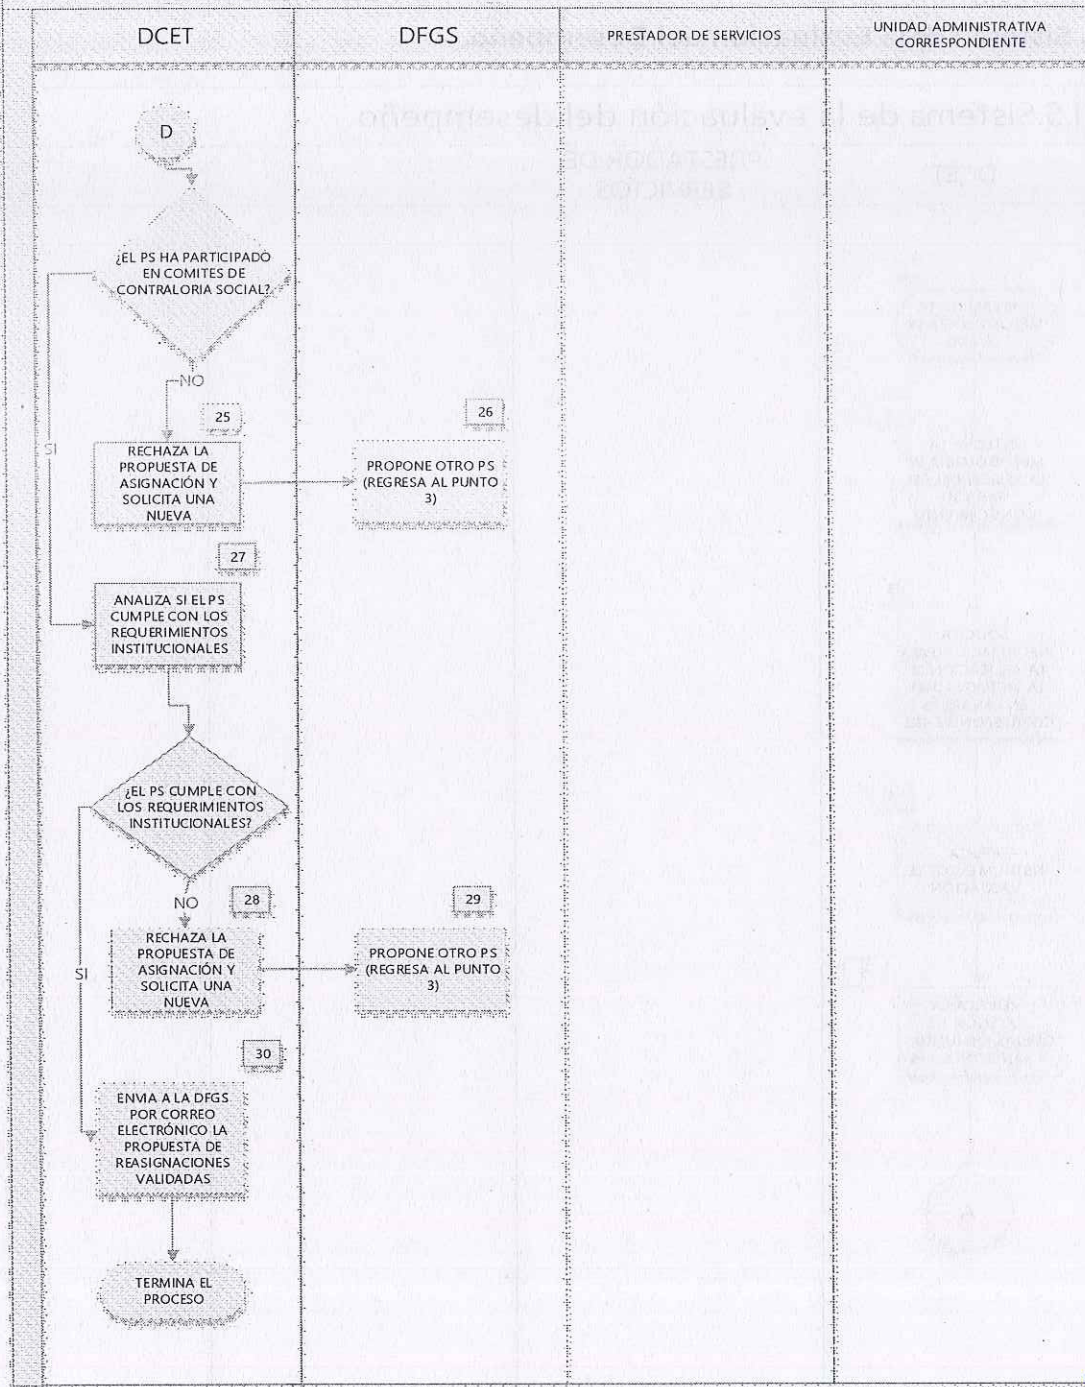 DCET
DFGS
PRESTADOR DE SERVICIOS
UNIDAD ADMINISTRATIVA
CORRESPONDIENTE
D
¿EL PS HA PARTICIPADO
EN COMITES DE
CONTRALORIA SOCIAL?
NO
SI
25
RECHAZA LA
PROPUESTA DE
ASIGNACIÓN Y
SOLICITA UNA
NUEVA
26
PROPONE OTRO PS
(REGRESA AL PUNTO
3)
27
ANALIZA SI EL PS
CUMPLE CON LOS
REQUERIMIENTOS
INSTITUCIONALES
¿EL PS CUMPLE CON
LOS REQUERIMIENTOS
INSTITUCIONALES?
NO
SI
28
RECHAZA LA
PROPUESTA DE
ASIGNACIÓN Y
SOLICITA UNA
NUEVA
29
PROPONE OTRO PS
(REGRESA AL PUNTO
3)
30
ENVIA A LA DFGS
POR CORREO
ELECTRÓNICO LA
PROPUESTA DE
REASIGNACIONES
VALIDADAS
TERMINA EL
PROCESO